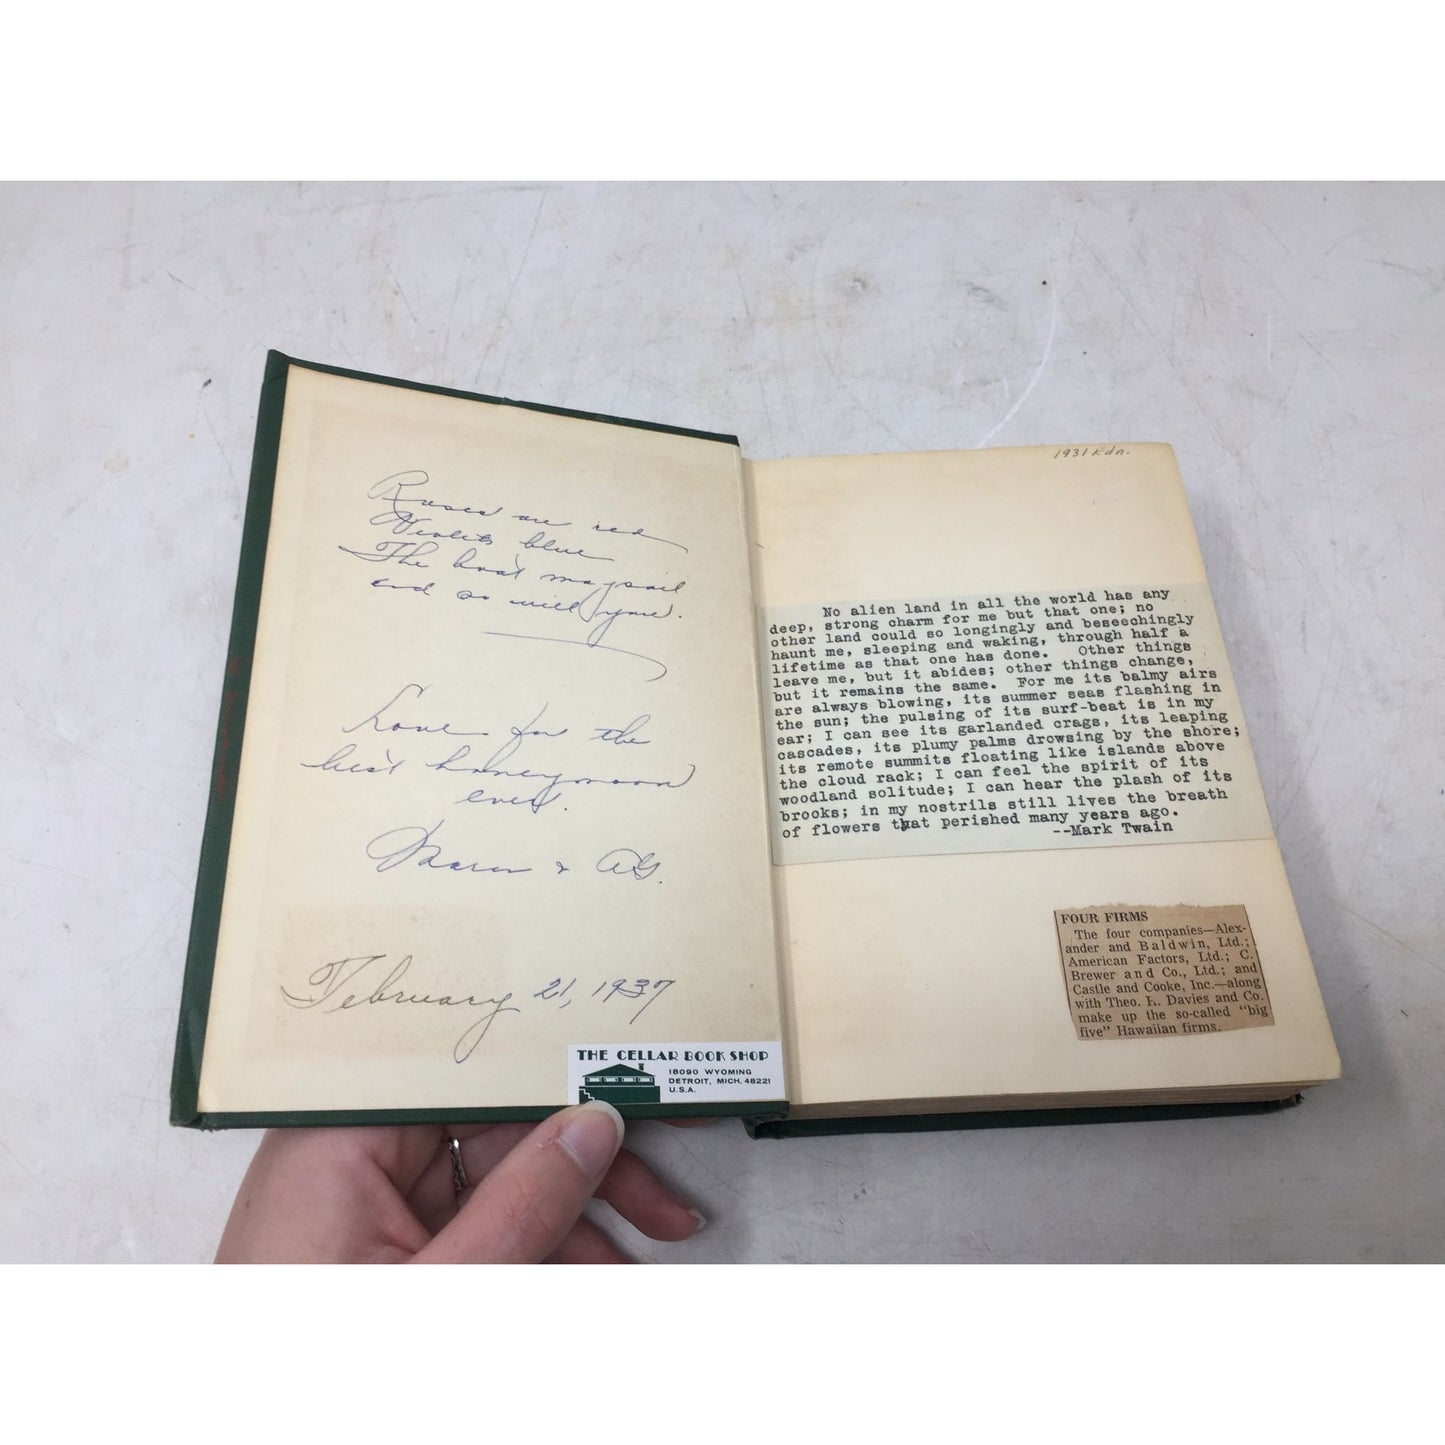 Roses are red
Violets blue
The boat may sail
and so will you.
Love for the
best honeymoon
ever.
& AG.
February 21, 1937
THE CELLAR BOOK SHOP
18090 WYOMING
DETROIT, MICH. 48221
U.S.A.
1931 Edn.
No alien land in all the world has any
deep, strong charm for me but that one; no
other land could so longingly and beseechingly
haunt me, sleeping and waking, through half a
lifetime as that one has done. Other things
leave me, but it abides; other things change,
but it remains the same. For me its balmy airs
are always blowing, its summer seas flashing in
the sun; the pulsing of its surf-beat is in my
ear; I can see its garlanded crags, its leaping
cascades, its plumy palms drowsing by the shore;
its remote summits floating like islands above
the cloud rack; I can feel the spirit of its
woodland solitude; I can hear the plash of its
brooks; in my nostrils still lives the breath
of flowers that perished many years ago.
--Mark Twain
FOUR FIRMS
The four companies—Alex-
ander and Baldwin, Ltd.;
American Factors, Ltd.; C.
Brewer and Co., Ltd.; and
Castle and Cooke, Inc.—along
with Theo. H. Davies and Co.
make up the so-called "big
five" Hawaiian firms.